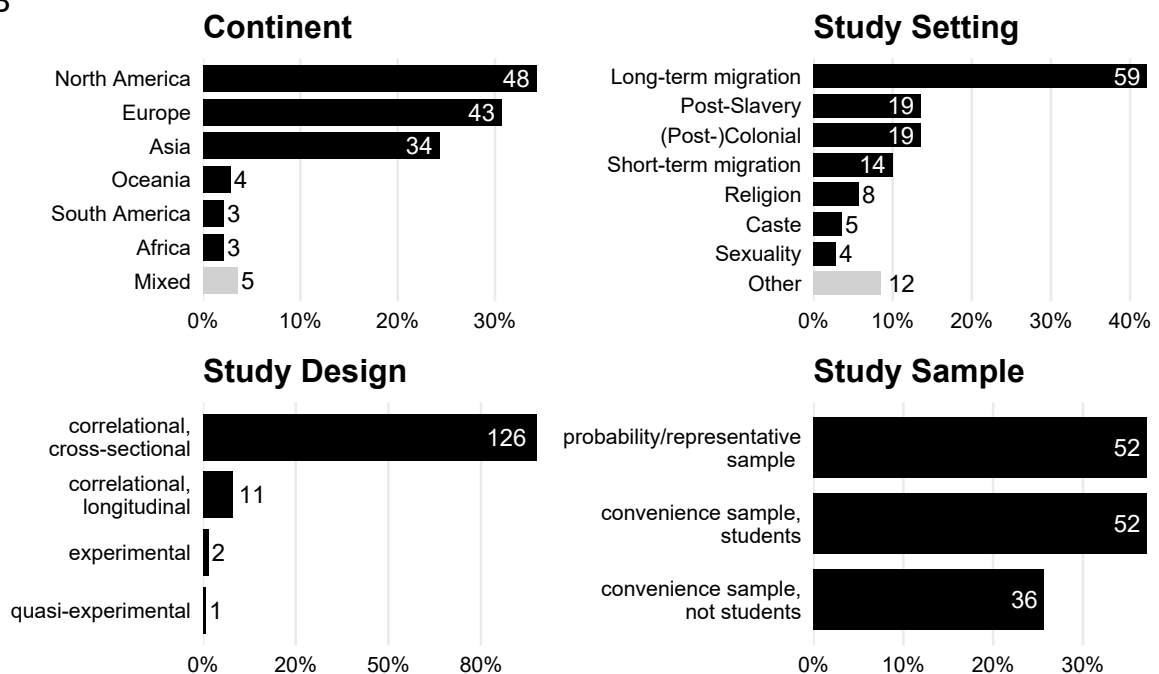 Continent
North America 48
Europe 43
Asia 34
Oceania 4
South America 3
Africa 3
Mixed 5
0% 10% 20% 30%
Study Setting
Long-term migration 59
Post-Slavery 19
(Post-)Colonial 19
Short-term migration 14
Religion 8
Caste 5
Sexuality 4
Other 12
0% 10% 20% 30% 40%
Study Design
correlational,
cross-sectional 126
correlational,
longitudinal 11
experimental 2
quasi-experimental 1
0% 20% 50% 80%
Study Sample
probability/representative
sample 52
convenience sample,
students 52
convenience sample,
not students 36
0% 10% 20% 30%